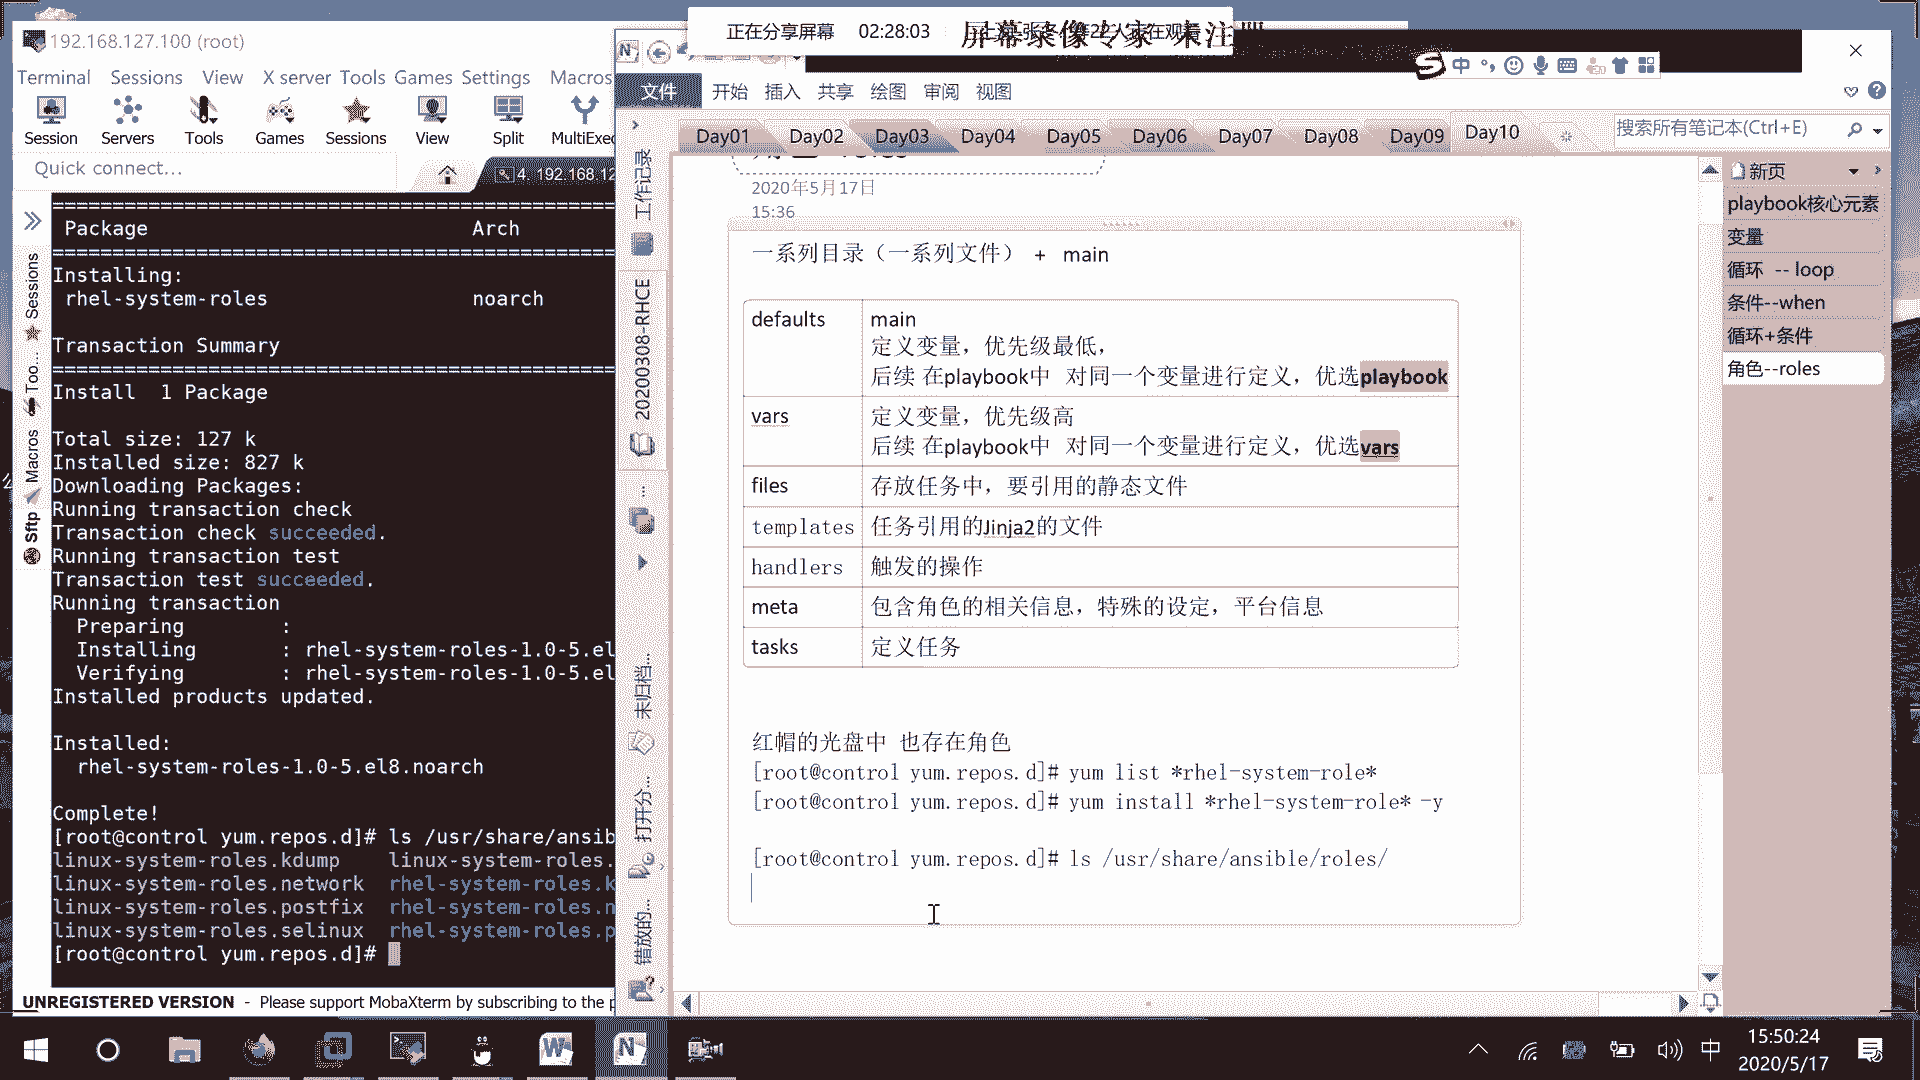 正在分享屏幕 02:28:03
屏幕录像专家 未注
192.168.127.100 (root)
Terminal Sessions View X server Tools Games Settings Macros
Session Servers Tools Games Sessions View Split MultiExec
Quick connect...
4. 192.168.12
Sessions
Too...
Macros
Sftp
Package Arch
Installing:
rhel-system-roles noarch
Transaction Summary
Install 1 Package
Total size: 127 k
Installed size: 827 k
Downloading Packages:
Running transaction check
Transaction check succeeded.
Running transaction test
Transaction test succeeded.
Running transaction
Preparing :
Installing : rhel-system-roles-1.0-5.el
Verifying : rhel-system-roles-1.0-5.el
Installed products updated.
Installed:
rhel-system-roles-1.0-5.el8.noarch
Complete!
[root@control yum.repos.d]# ls /usr/share/ansib
linux-system-roles.kdump linux-system-roles.
linux-system-roles.network rhel-system-roles.k
linux-system-roles.postfix rhel-system-roles.n
linux-system-roles.selinux rhel-system-roles.p
[root@control yum.repos.d]#
UNREGISTERED VERSION - Please support MobaXterm by subscribing to the p
文件 开始 插入 共享 绘图 审阅 视图
中
Day01 Day02 Day03 Day04 Day05 Day06 Day07 Day08 Day09 Day10
搜索所有笔记本(Ctrl+E)
工作记录
20200308-RHCE
未归档...
打开分...
错放的...
2020年5月17日
15:36
一系列目录（一系列文件） + main
defaults main
定义变量，优先级最低，
后续 在playbook中 对同一个变量进行定义，优选playbook
vars 定义变量，优先级高
后续 在playbook中 对同一个变量进行定义，优选vars
files 存放任务中，要引用的静态文件
templates 任务引用的Jinja2的文件
handlers 触发的操作
meta 包含角色的相关信息，特殊的设定，平台信息
tasks 定义任务
红帽的光盘中 也存在角色
[root@control yum.repos.d]# yum list *rhel-system-role*
[root@control yum.repos.d]# yum install *rhel-system-role* -y
[root@control yum.repos.d]# ls /usr/share/ansible/roles/
新页
playbook核心元素
变量
循环 -- loop
条件--when
循环+条件
角色--roles
中
15:50:24
2020/5/17